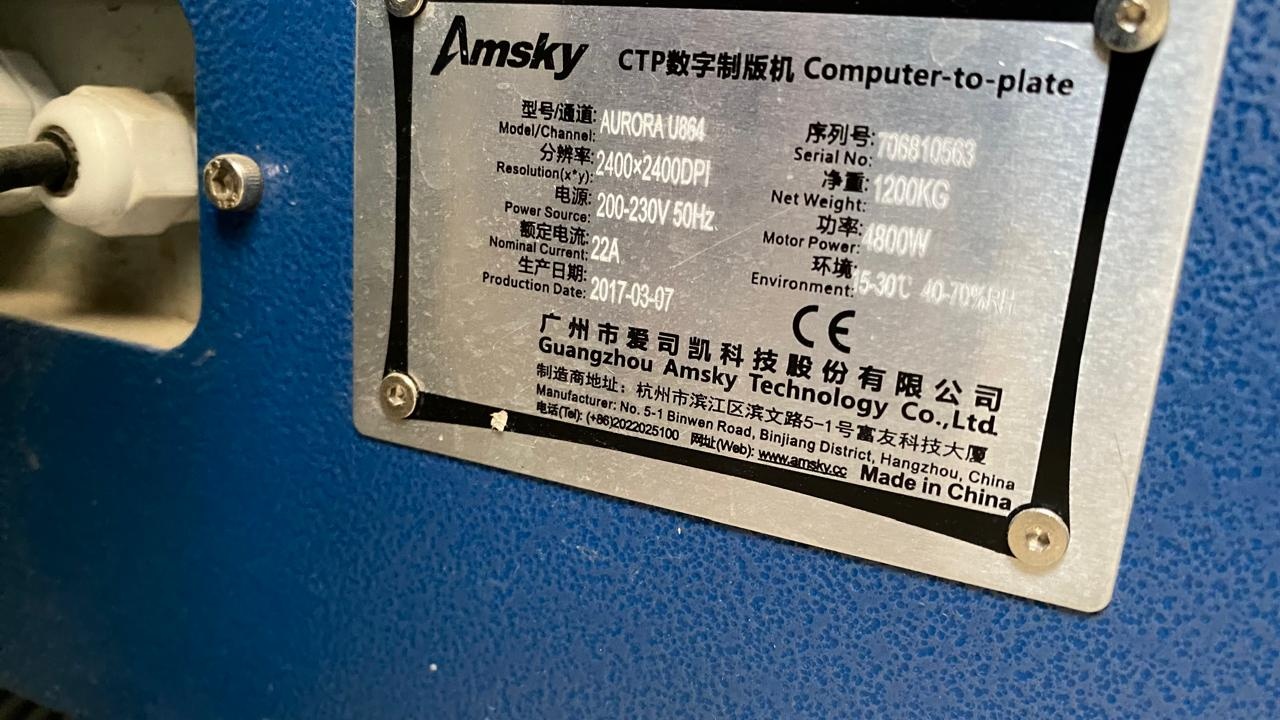 Amsky CTP数字制版机 Computer-to-plate
型号/通道:
Model/Channel: AURORA U864
分辨率:
Resolution(x*y): 2400×2400DPI
电源:
Power Source: 200-230V 50Hz
额定电流:
Nominal Current: 22A
生产日期:
Production Date: 2017-03-07
序列号:
Serial No: 706810563
净重:
Net Weight: 1200KG
功率:
Motor Power: 4800W
环境:
Environment: 15-30℃ 40-70%RH
CE
广州市爱司凯科技股份有限公司
Guangzhou Amsky Technology Co.,Ltd.
制造商地址：杭州市滨江区滨文路5-1号富友科技大厦
Manufacturer: No. 5-1 Binwen Road, Binjiang District, Hangzhou, China
电话(Tel): (+86)2022025100 网址(Web): www.amsky.cc Made in China